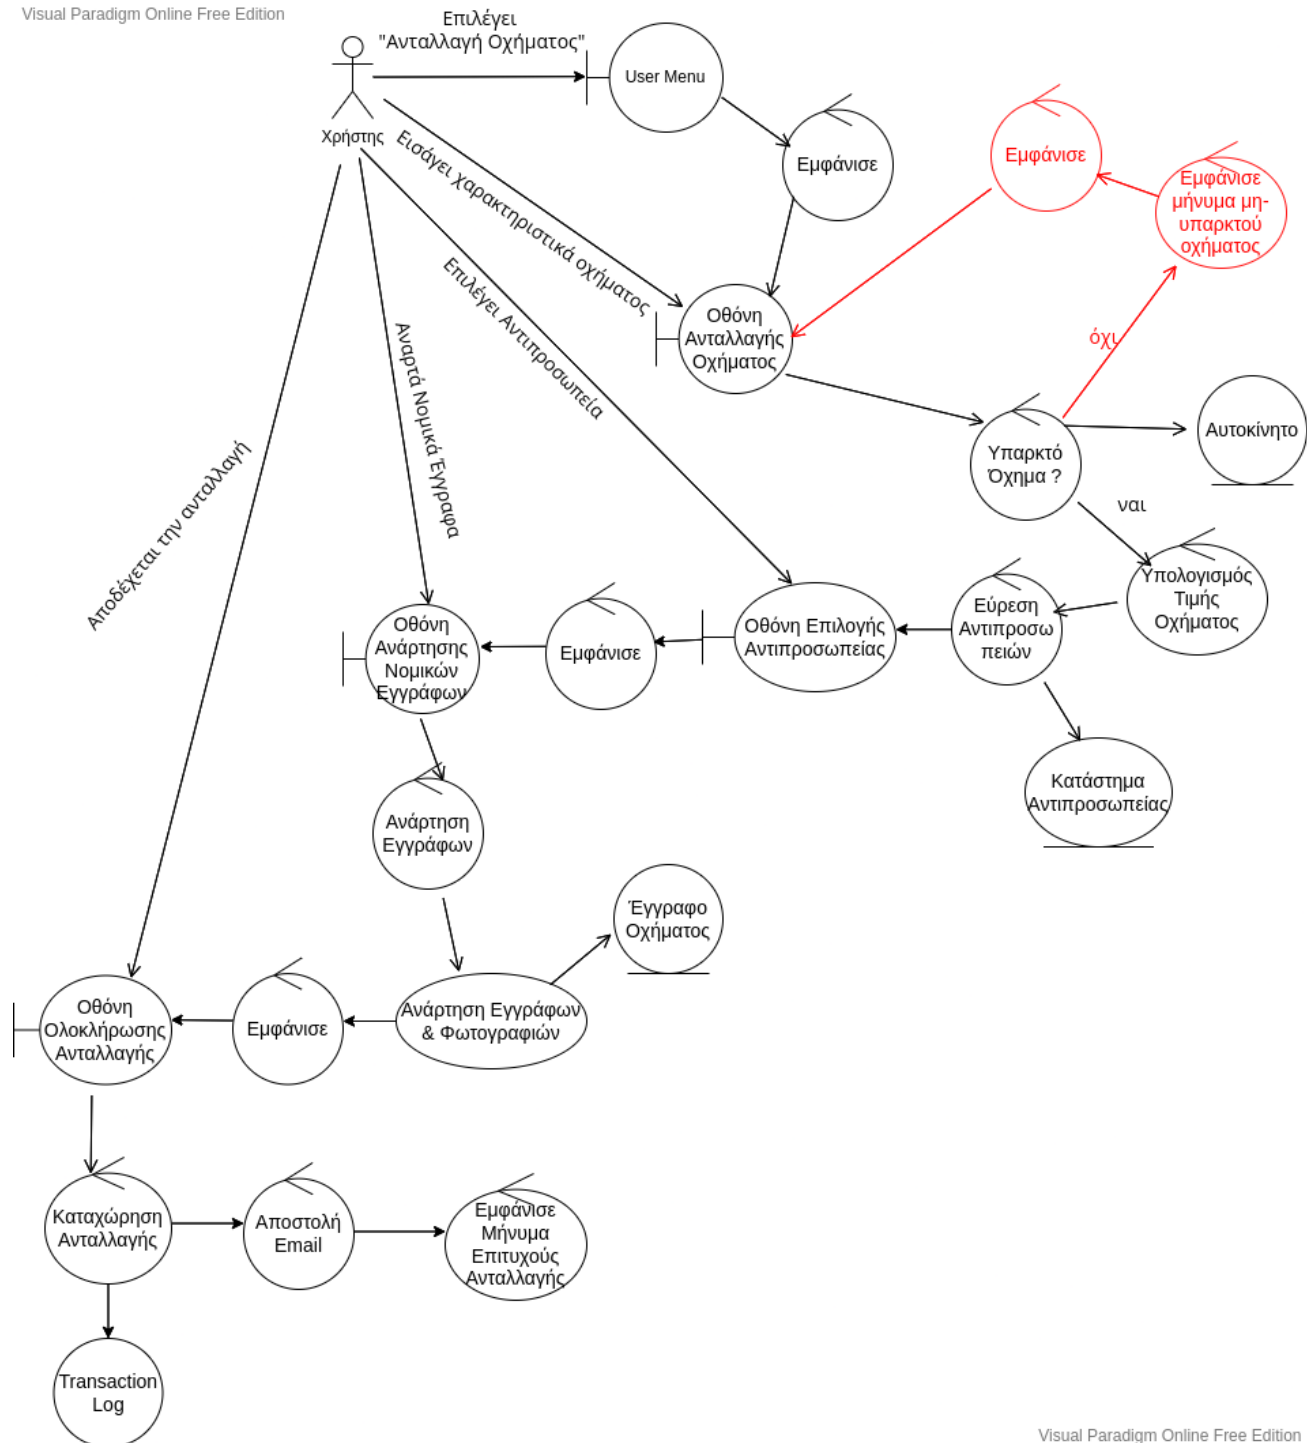 Visual Paradigm Online Free Edition
Επιλέγει
"Ανταλλαγή Οχήματος"
User Menu
Χρήστης
Εμφάνισε
Εμφάνισε
Εμφάνισε
μήνυμα μη-
υπαρκτού
οχήματος
Εισάγει χαρακτηριστικά οχήματος
Επιλέγει Αντιπροσωπεία
Αναρτά Νομικά Έγγραφα
Αποδέχεται την ανταλλαγή
Οθόνη
Ανταλλαγής
Οχήματος
όχι
Υπαρκτό
Όχημα ?
Αυτοκίνητο
ναι
Υπολογισμός
Τιμής
Οχήματος
Εύρεση
Αντιπροσω
πειών
Οθόνη Επιλογής
Αντιπροσωπείας
Εμφάνισε
Οθόνη
Ανάρτησης
Νομικών
Εγγράφων
Κατάστημα
Αντιπροσωπείας
Ανάρτηση
Εγγράφων
Έγγραφο
Οχήματος
Ανάρτηση Εγγράφων
& Φωτογραφιών
Εμφάνισε
Οθόνη
Ολοκλήρωσης
Ανταλλαγής
Καταχώρηση
Ανταλλαγής
Αποστολή
Email
Εμφάνισε
Μήνυμα
Επιτυχούς
Ανταλλαγής
Transaction
Log
Visual Paradigm Online Free Edition